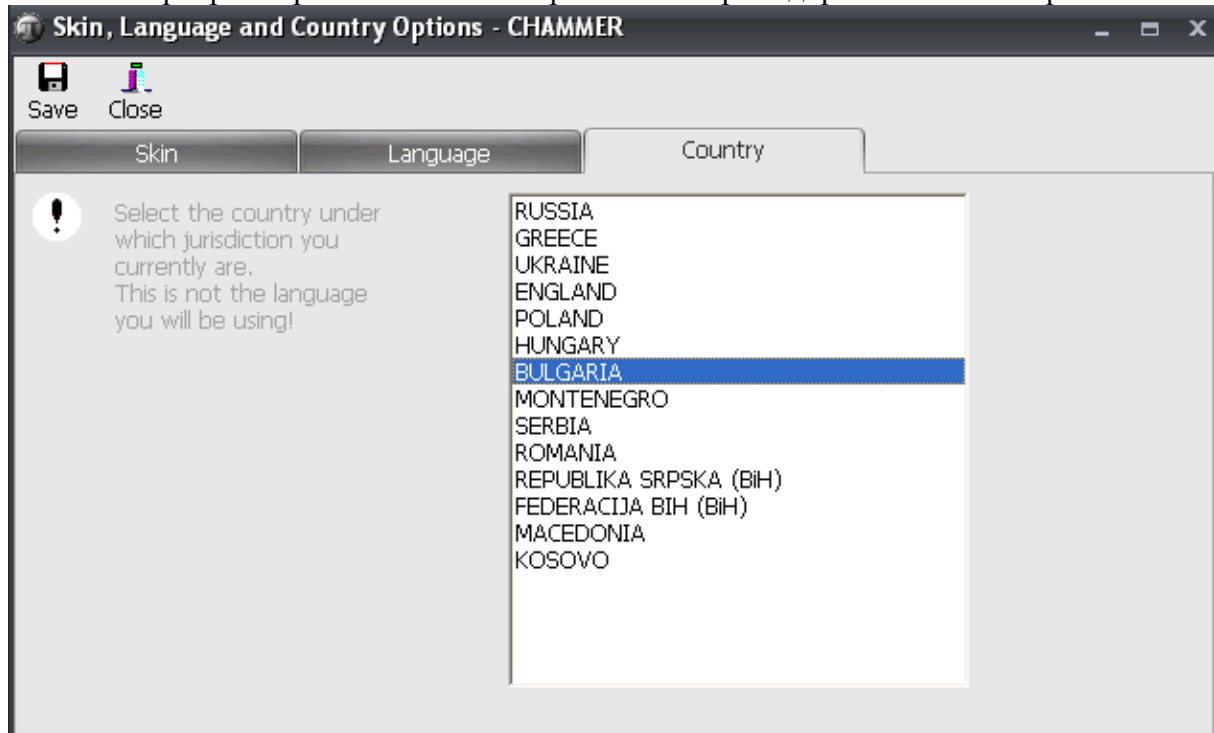 Skin, Language and Country Options - CHAMMER
Save Close
Skin Language Country
Select the country under
which jurisdiction you
currently are.
This is not the language
you will be using!
RUSSIA
GREECE
UKRAINE
ENGLAND
POLAND
HUNGARY
BULGARIA
MONTENEGRO
SERBIA
ROMANIA
REPUBLIKA SRPSKA (BiH)
FEDERACIJA BIH (BiH)
MACEDONIA
KOSOVO